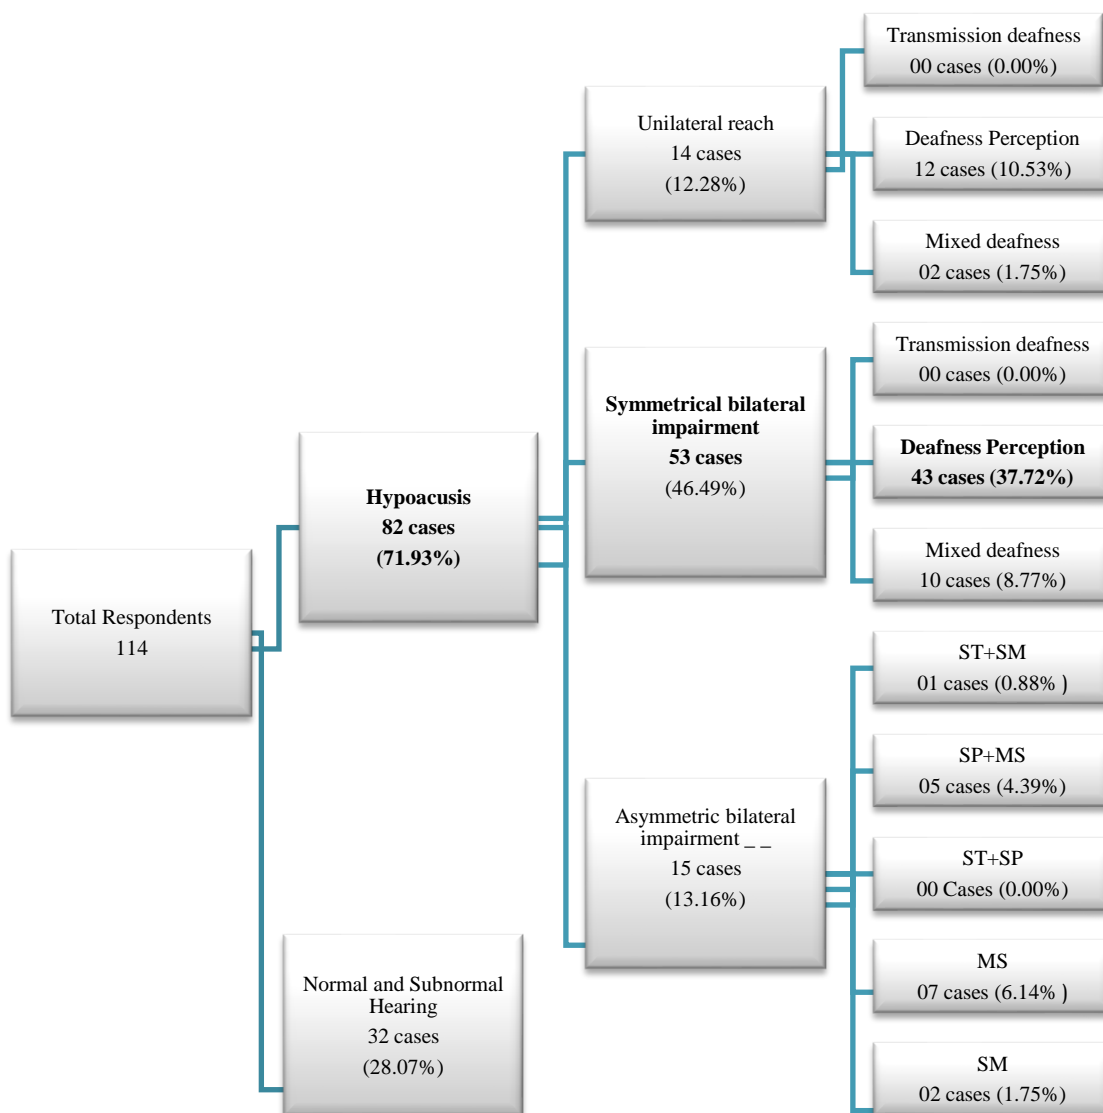 Total Respondents
114
Hypoacusis
82 cases
(71.93%)
Normal and Subnormal
Hearing
32 cases
(28.07%)
Unilateral reach
14 cases
(12.28%)
Symmetrical bilateral
impairment
53 cases
(46.49%)
Asymmetric bilateral
impairment _ _
15 cases
(13.16%)
Transmission deafness
00 cases (0.00%)
Deafness Perception
12 cases (10.53%)
Mixed deafness
02 cases (1.75%)
Transmission deafness
00 cases (0.00%)
Deafness Perception
43 cases (37.72%)
Mixed deafness
10 cases (8.77%)
ST+SM
01 cases (0.88% )
SP+MS
05 cases (4.39%)
ST+SP
00 Cases (0.00%)
MS
07 cases (6.14% )
SM
02 cases (1.75%)